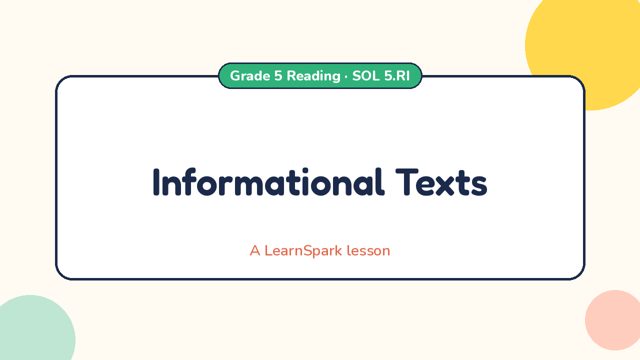 Grade 5 Reading · SOL 5.RI
Informational Texts
A LearnSpark lesson